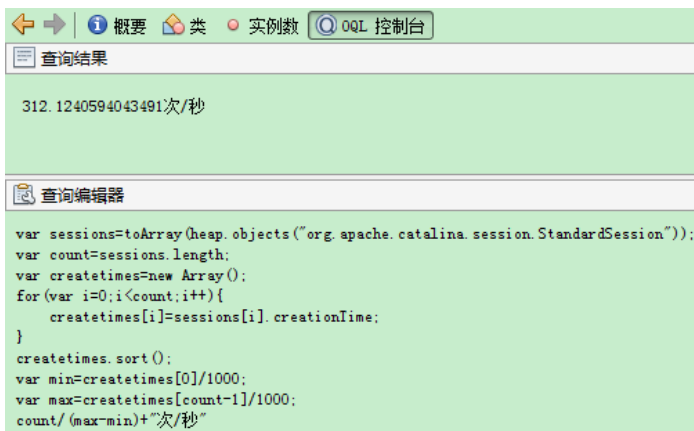 概要 类 实例数 OQL 控制台
查询结果
312.1240594043491次/秒
查询编辑器
var sessions=toArray(heap.objects("org.apache.catalina.session.StandardSession"));
var count=sessions.length;
var createtimes=new Array();
for(var i=0;i<count;i++){
    createtimes[i]=sessions[i].creationTime;
}
createtimes.sort();
var min=createtimes[0]/1000;
var max=createtimes[count-1]/1000;
count/(max-min)+"次/秒"